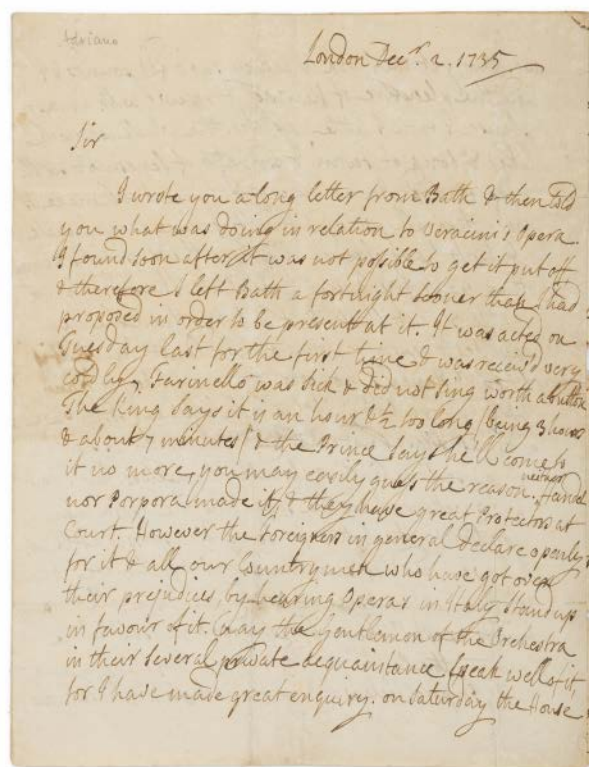 Adriano
London Decr. 2. 1735
Sir
I wrote you a long letter from Bath & then told
you what was doing in relation to Veracini's Opera.
I found soon after it was not possible to get it put off
& therefore I left Bath a fortnight sooner than I had
proposed in order to be present at it. It was acted on
Tuesday last for the first time & was receiv'd very
coldly, Farinello was sick & did not sing worth a button
The King says it is an hour & ½ too long (being 3 hours
& about 7 minutes) & the Prince says he'll come to
it no more, you may easily guess the reason. neither Handel
nor Porpora made it, & they have great Protectors at
Court. However the foreigners in general declare openly
for it & all our Countrymen who have got over
their prejudices, by hearing Operas in Italy stand up
in favour of it. Nay the Gentlemen of the Orchestra
in their several private acquaintance speak well of it,
for I have made great enquiry. on Saturday the House